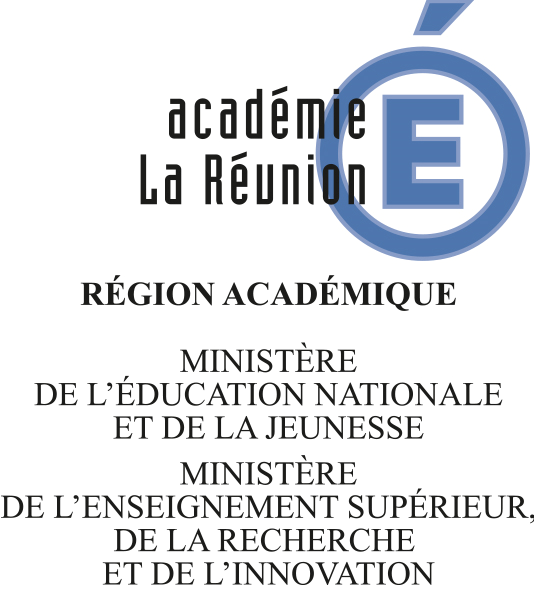 académie
La Réunion
É
RÉGION ACADÉMIQUE
MINISTÈRE
DE L’ÉDUCATION NATIONALE
ET DE LA JEUNESSE
MINISTÈRE
DE L’ENSEIGNEMENT SUPÉRIEUR,
DE LA RECHERCHE
ET DE L’INNOVATION